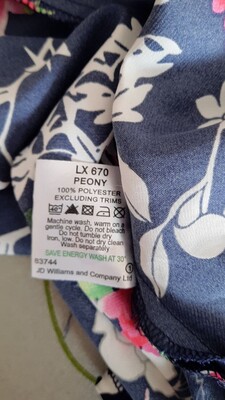 LX 670
PEONY
100% POLYESTER
EXCLUDING TRIMS
Machine wash, warm on a
gentle cycle. Do not bleach
Do not tumble dry
Iron, low. Do not dry clean
Wash separately
SAVE ENERGY WASH AT 30°
63744
JD Williams and Company Ltd
1